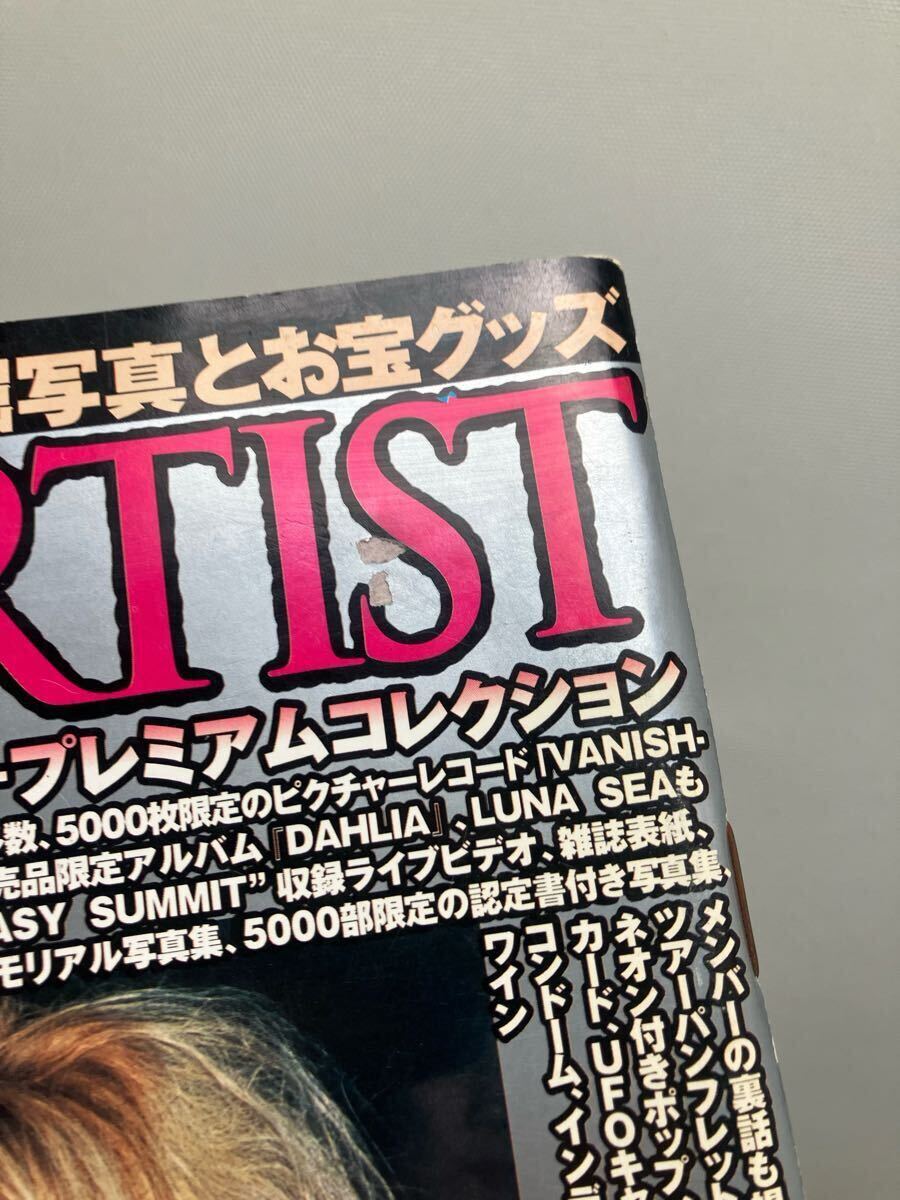 写真とお宝グッズ
RTIST
プレミアムコレクション
数、5000枚限定のピクチャーレコード「VANISH-
売品限定アルバム『DAHLIA』、LUNA SEAも
ASY SUMMIT”収録ライブビデオ、雑誌表紙、
モリアル写真集、5000部限定の認定書付き写真集、
メンバーの裏話も
ツアーパンフレット
ネオン付きポップ
カード、UFOキャ
コンドーム、イン
ワイン